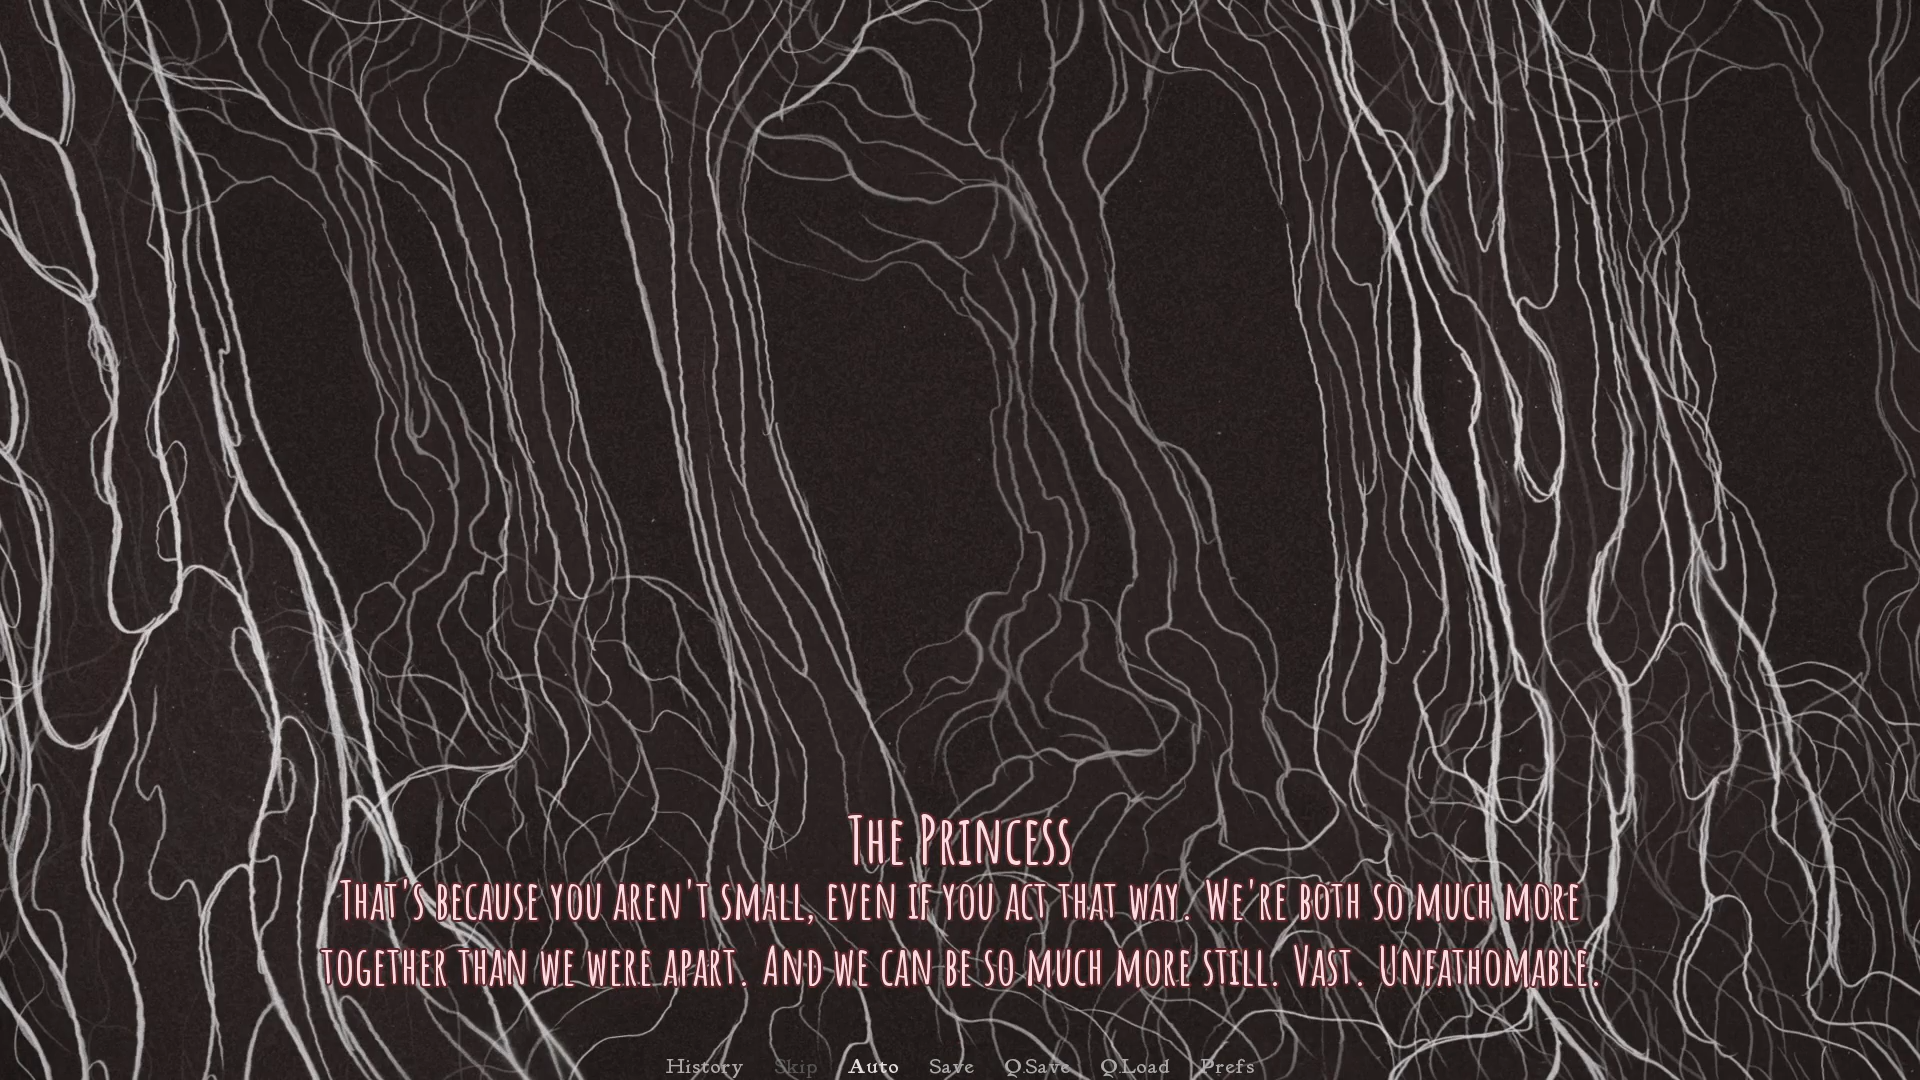 The Princess
That's because you aren't small, even if you act that way. We're both so much more
together than we were apart. And we can be so much more still. Vast. Unfathomable.
History Skip Auto Save Q.Save Q.Load Prefs